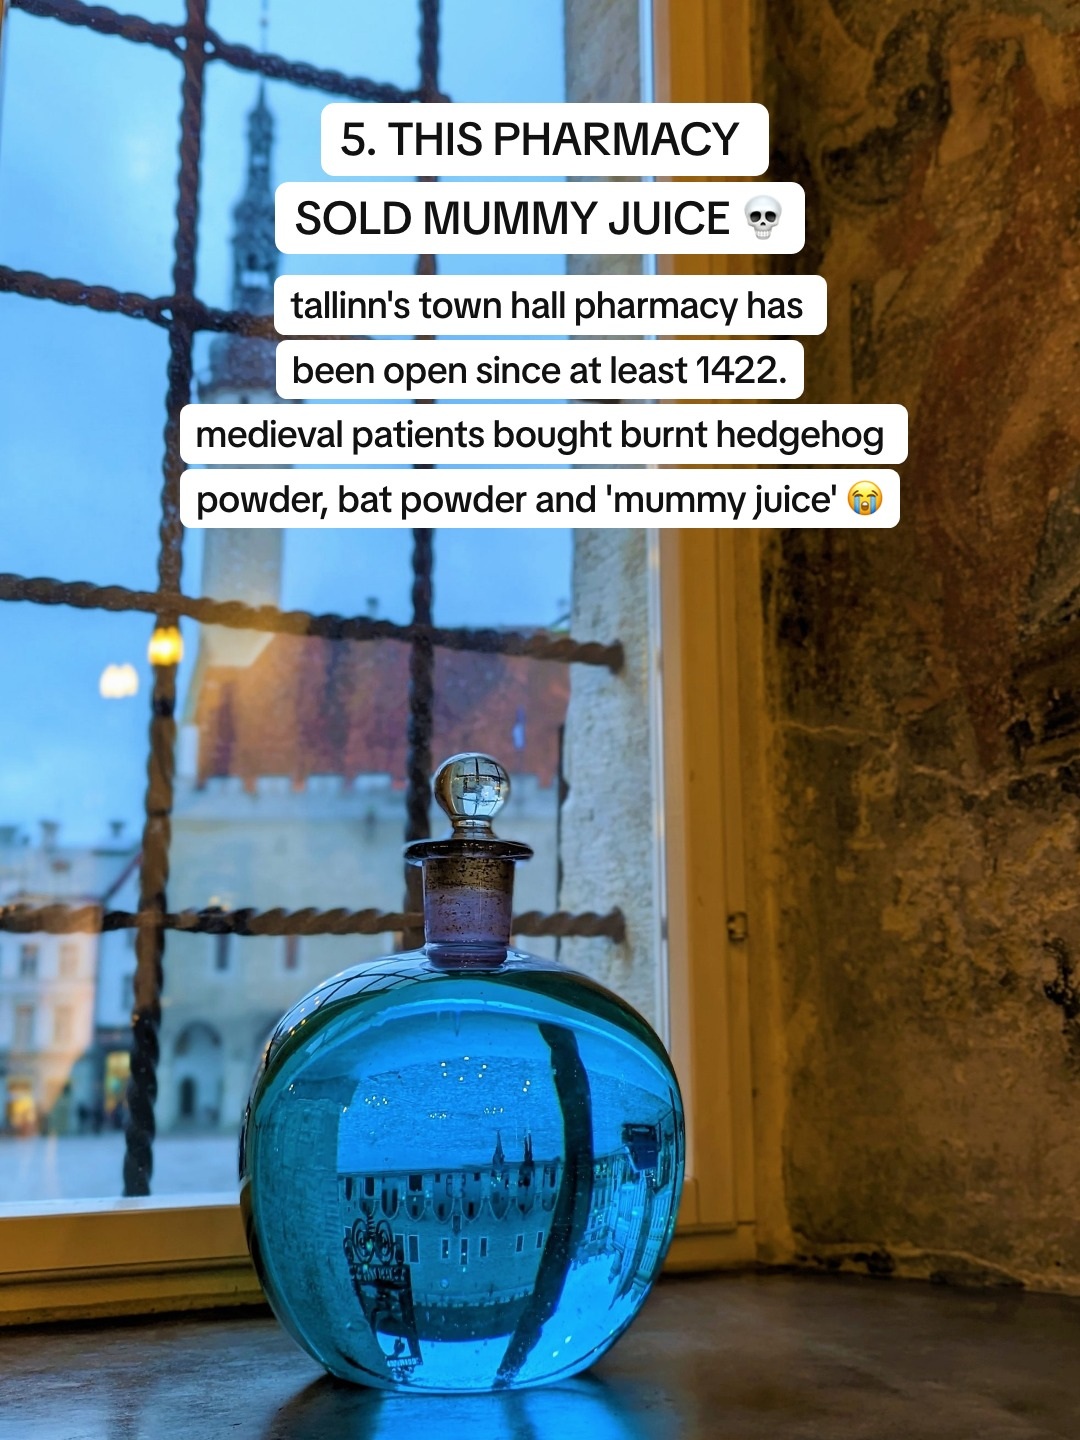 5. THIS PHARMACY
SOLD MUMMY JUICE 💀
tallinn's town hall pharmacy has
been open since at least 1422.
medieval patients bought burnt hedgehog
powder, bat powder and 'mummy juice' 😭